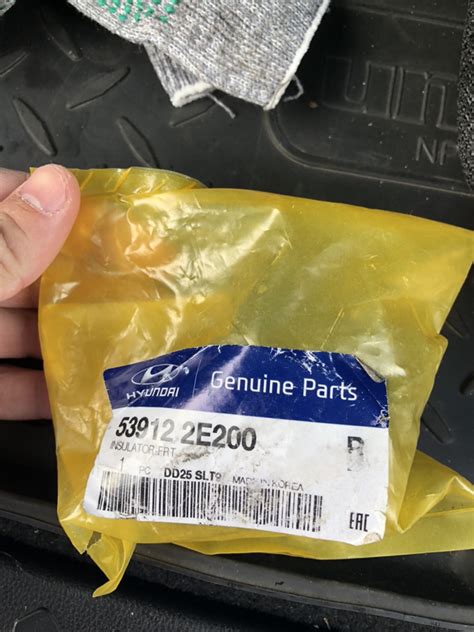 HYUNDAI
Genuine Parts
53912 2E200
INSULATOR-FRT
1 PC DD25 SLT9 MADE IN KOREA
EAC